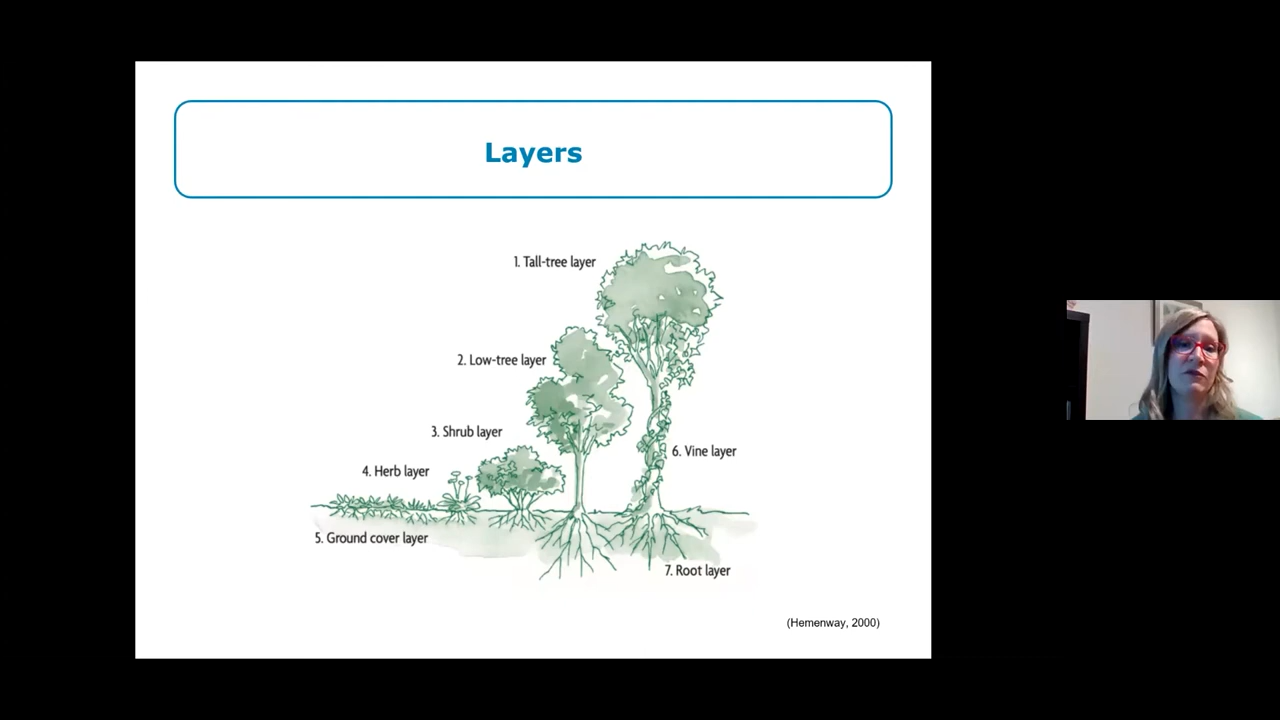 Layers
1. Tall-tree layer
2. Low-tree layer
3. Shrub layer
4. Herb layer
5. Ground cover layer
6. Vine layer
7. Root layer
(Hemenway, 2000)